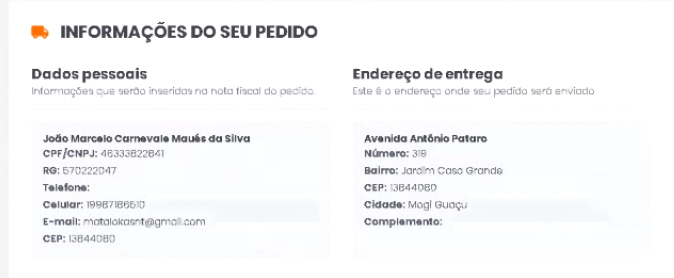 INFORMAÇÕES DO SEU PEDIDO
Dados pessoais
Informações que serão inseridas na nota fiscal do pedido.
João Marcelo Carnevale Maués da Silva
CPF/CNPJ: 46333822841
RG: 570222047
Telefone:
Celular: 19987186510
E-mail: matalokasnt@gmail.com
CEP: 13844080
Endereço de entrega
Este é o endereço onde seu pedido será enviado
Avenida Antônio Pataro
Número: 319
Bairro: Jardim Casa Grande
CEP: 13844080
Cidade: Mogi Guaçu
Complemento: